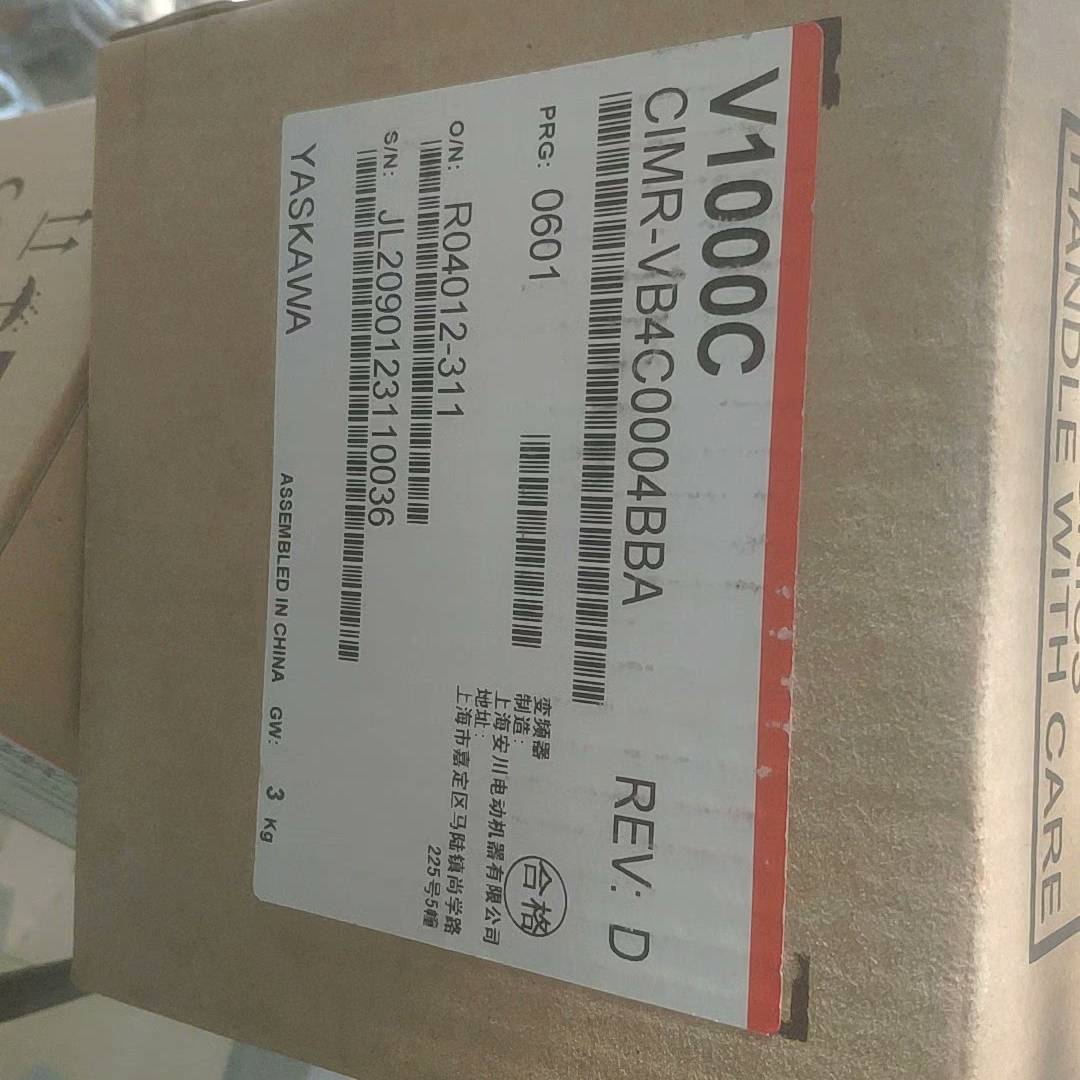 V1000C
CIMR-VB4C0004BBA
REV: D
PRG: 0601
变频器
制造:
上海安川电动机器有限公司
地址:
上海市嘉定区马陆镇尚学路
225号5幢
合格
O/N: R04012-311
S/N: JL209012311 0036
YASKAWA
ASSEMBLED IN CHINA GW: 3 Kg
HANDLE WITH CARE